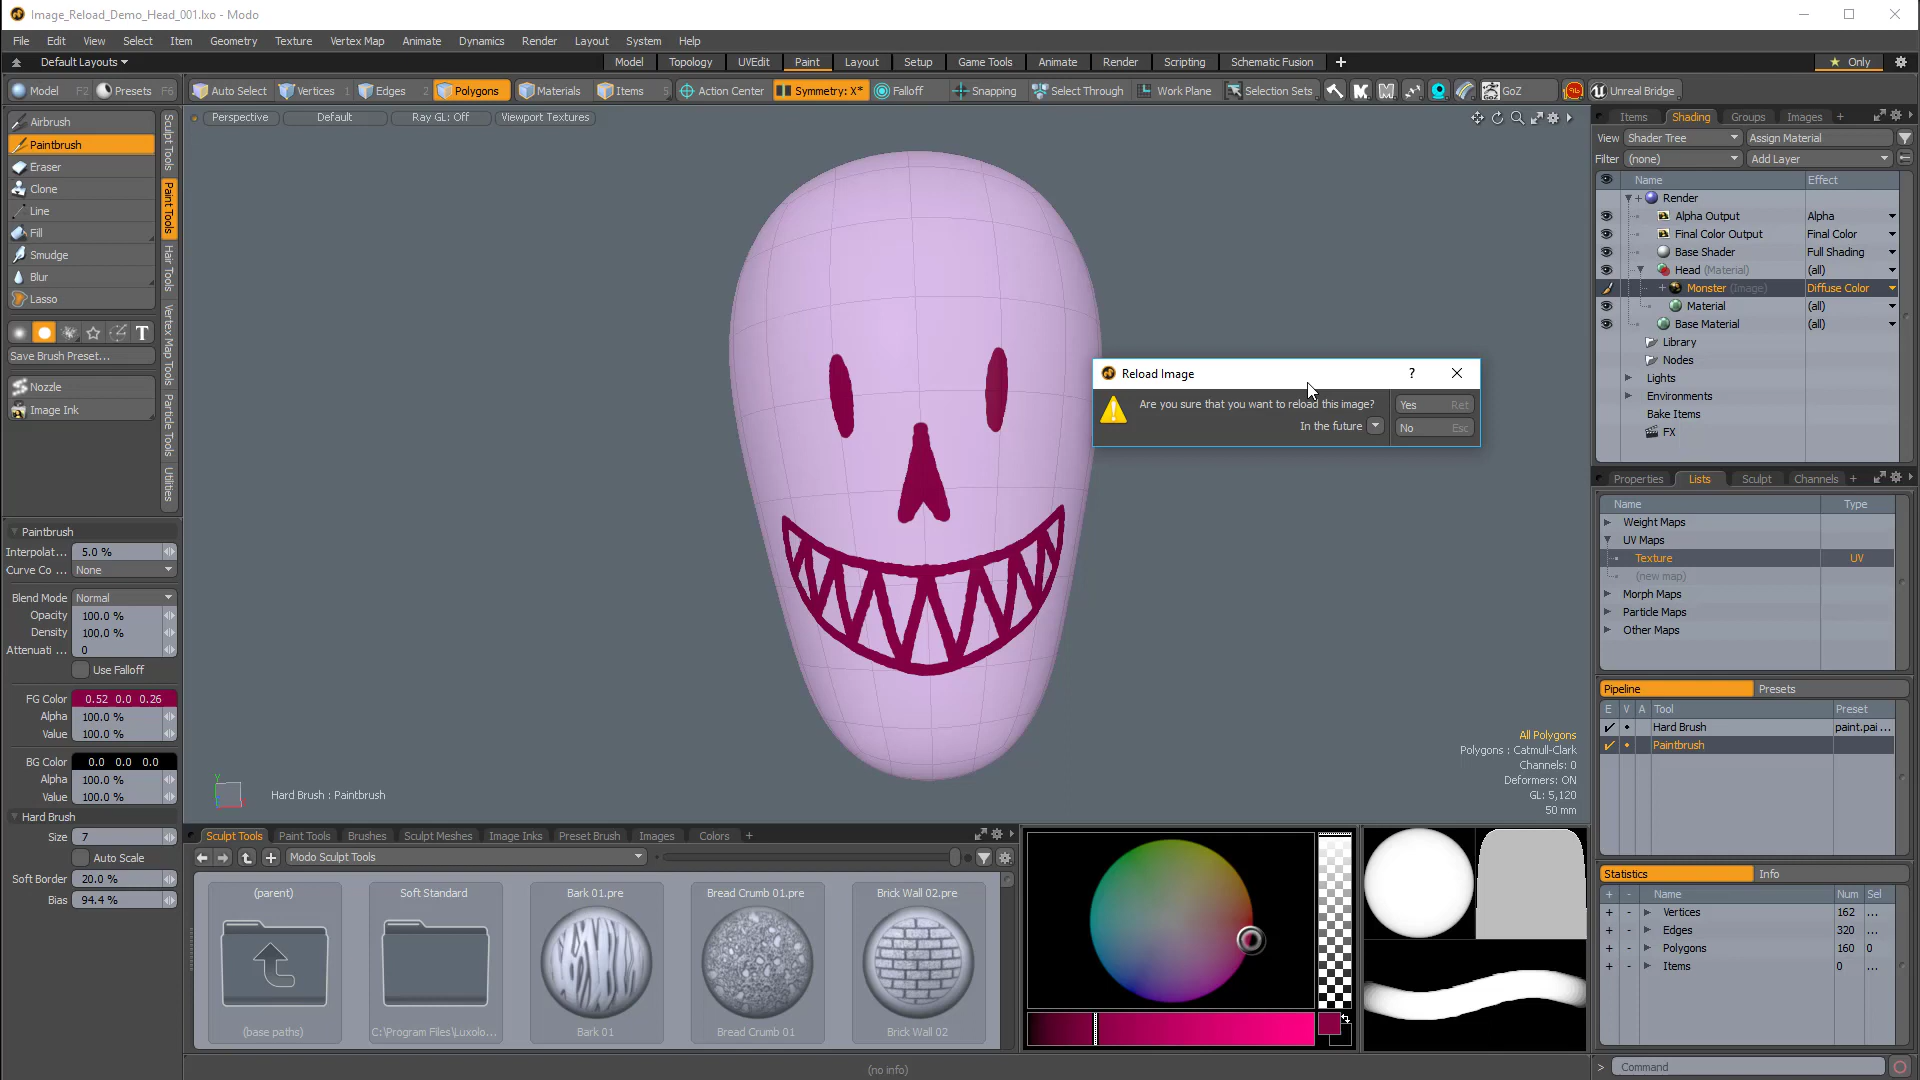 Image_Reload_Demo_Head_001.lxo - Modo
File Edit View Select Item Geometry Texture Vertex Map Animate Dynamics Render Layout System Help
Default Layouts Model Topology UVEdit Paint Layout Setup Game Tools Animate Render Scripting Schematic Fusion Only
Model F2 Presets F6 Auto Select Vertices 1 Edges 2 Polygons Materials Items 5 Action Center Symmetry: X* Falloff Snapping Select Through Work Plane Selection Sets GoZ Unreal Bridge
Airbrush
Paintbrush
Eraser
Clone
Line
Fill
Smudge
Blur
Lasso
T
Save Brush Preset...
Nozzle
Image Ink
Sculpt Tools
Paint Tools
Hair Tools
Vertex Map Tools
Particle Tools
Utilities
Paintbrush
Interpolat ... 5.0 %
Curve Co ... None
Blend Mode Normal
Opacity 100.0 %
Density 100.0 %
Attenuati ... 0
Use Falloff
FG Color 0.52 0.0 0.26
Alpha 100.0 %
Value 100.0 %
BG Color 0.0 0.0 0.0
Alpha 100.0 %
Value 100.0 %
Hard Brush
Size 7
Auto Scale
Soft Border 20.0 %
Bias 94.4 %
Perspective Default Ray GL: Off Viewport Textures
Reload Image ?
Are you sure that you want to reload this image?
In the future
Yes Ret
No Esc
All Polygons
Polygons : Catmull-Clark
Channels: 0
Deformers: ON
GL: 5,120
50 mm
Hard Brush : Paintbrush
Sculpt Tools Paint Tools Brushes Sculpt Meshes Image Inks Preset Brush Images Colors
Modo Sculpt Tools
(parent) Soft Standard Bark 01.pre Bread Crumb 01.pre Brick Wall 02.pre
(base paths) C:\Program Files\Luxolo... Bark 01 Bread Crumb 01 Brick Wall 02
(no info)
Items Shading Groups Images
View Shader Tree Assign Material
Filter (none) Add Layer
Name Effect
Render
Alpha Output Alpha
Final Color Output Final Color
Base Shader Full Shading
Head (Material) (all)
Monster (Image) Diffuse Color
Material (all)
Base Material (all)
Library
Nodes
Lights
Environments
Bake Items
FX
Properties Lists Sculpt Channels
Name Type
Weight Maps
UV Maps
Texture UV
(new map)
Morph Maps
Particle Maps
Other Maps
Pipeline Presets
E V A Tool Preset
Hard Brush paint.pai ...
Paintbrush
Statistics Info
+ - Name Num Sel
+ - Vertices 162 ...
+ - Edges 320 ...
+ - Polygons 160 0
+ - Items 0 ...
> Command